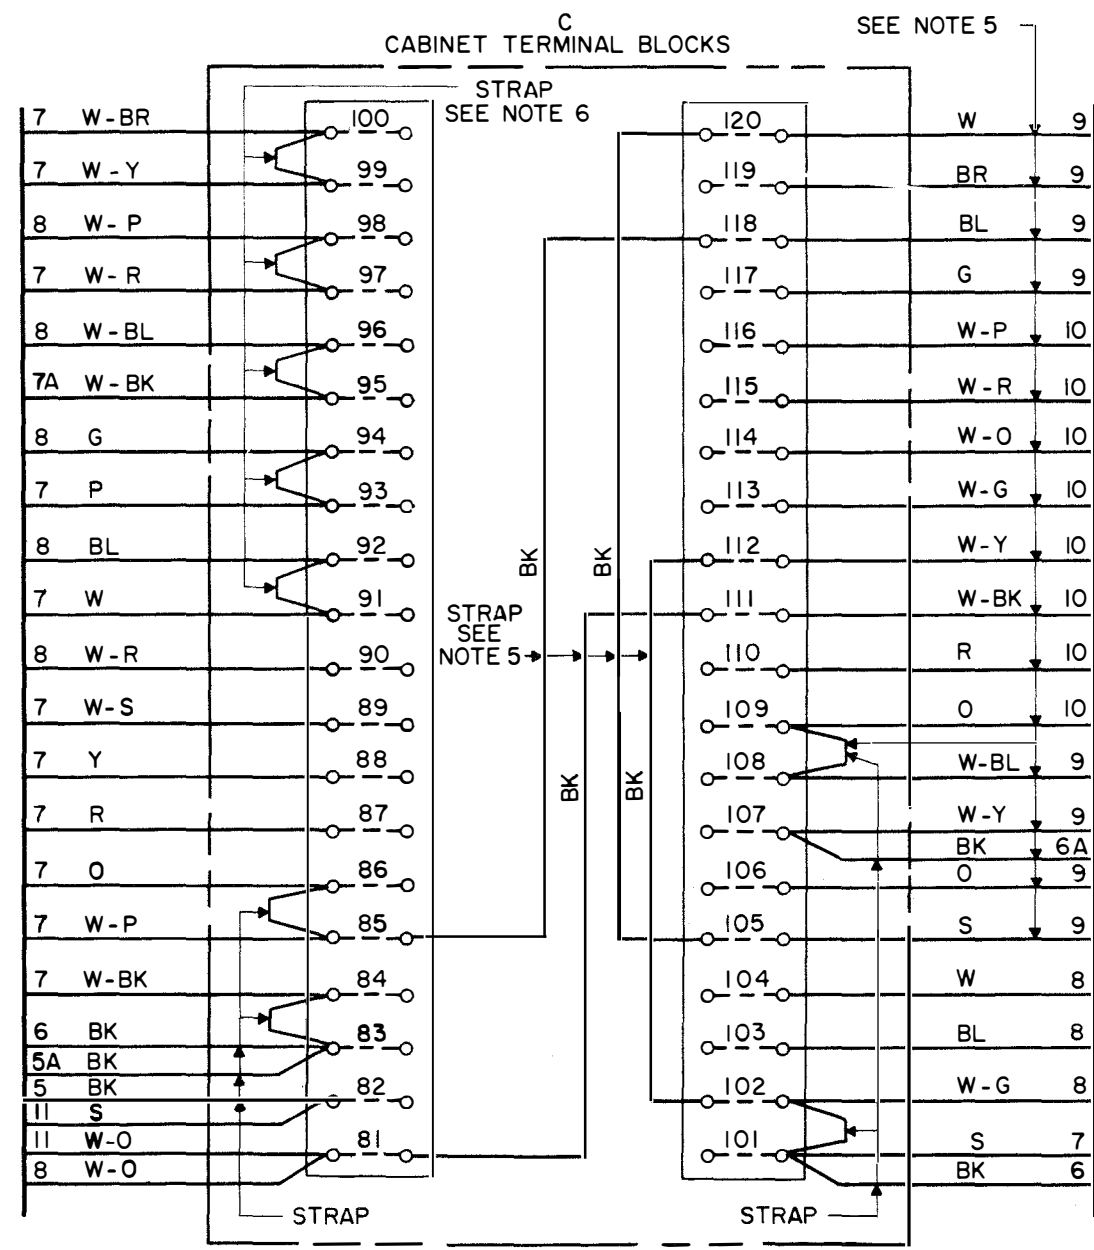 C
CABINET TERMINAL BLOCKS
SEE NOTE 5
STRAP
SEE NOTE 6
7 W-BR 100
7 W-Y 99
8 W-P 98
7 W-R 97
8 W-BL 96
7A W-BK 95
8 G 94
7 P 93
8 BL 92
7 W 91
8 W-R 90
7 W-S 89
7 Y 88
7 R 87
7 O 86
7 W-P 85
7 W-BK 84
6 BK 83
5A BK
5 BK 82
11 S
11 W-O 81
8 W-O
STRAP
BK
BK
STRAP
SEE
NOTE 5
BK
BK
120 W 9
119 BR 9
118 BL 9
117 G 9
116 W-P 10
115 W-R 10
114 W-O 10
113 W-G 10
112 W-Y 10
111 W-BK 10
110 R 10
109 O 10
108 W-BL 9
107 W-Y 9
BK 6A
106 O 9
105 S 9
104 W 8
103 BL 8
102 W-G 8
101 S 7
BK 6
STRAP